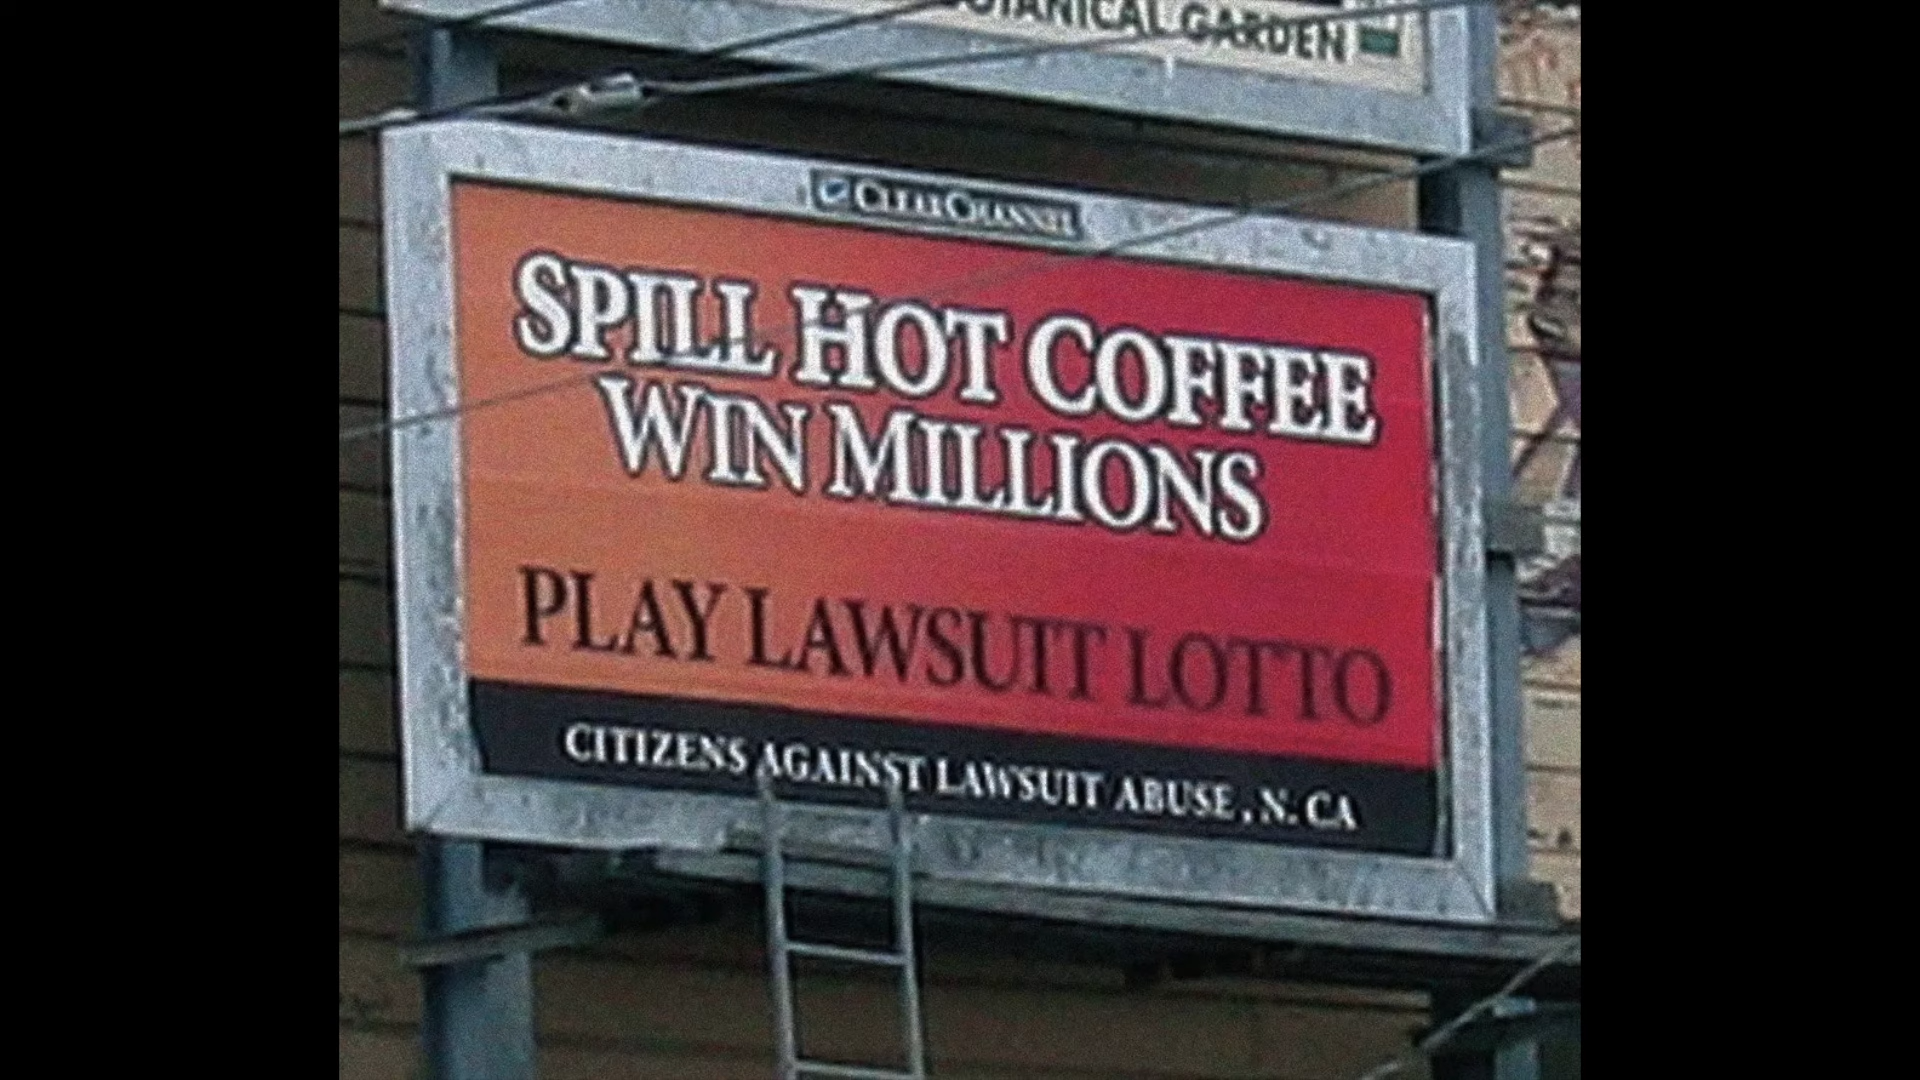 BOTANICAL GARDEN
CLEAR CHANNEL
SPILL HOT COFFEE
WIN MILLIONS
PLAY LAWSUIT LOTTO
CITIZENS AGAINST LAWSUIT ABUSE, N. CA